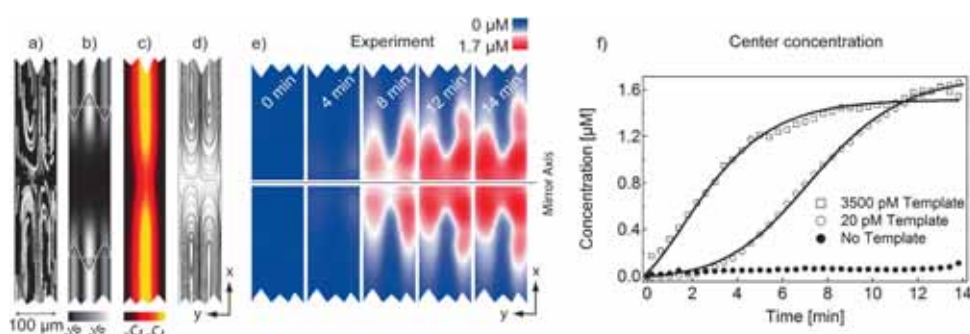 a)
b)
c)
d)
e)
Experiment
0 µM
1.7 µM
0 min
4 min
8 min
12 min
14 min
Mirror Axis
x
y
x
y
100 µm
f)
Center concentration
Concentration [µM]
1.6
1.2
0.8
0.4
0.0
3500 pM Template
20 pM Template
No Template
0
2
4
6
8
10
12
14
Time [min]